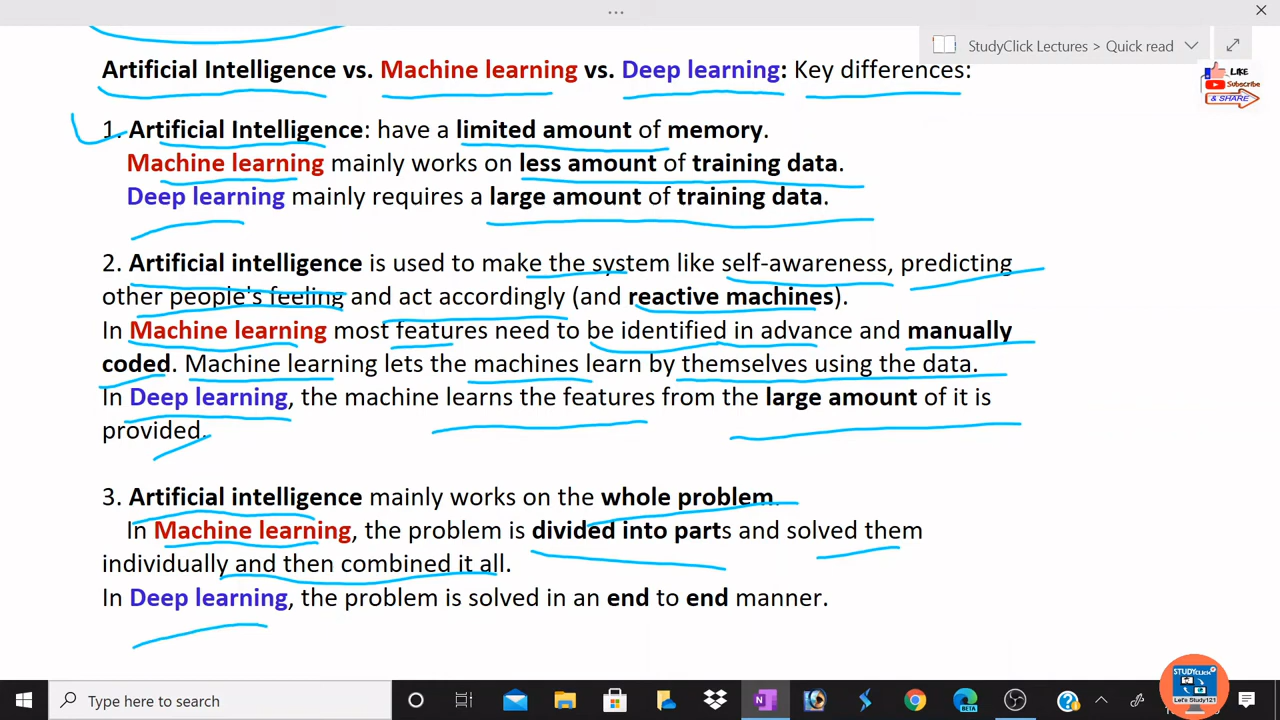 StudyClick Lectures > Quick read
LIKE
Subscribe
& SHARE
Artificial Intelligence vs. Machine learning vs. Deep learning: Key differences:
1. Artificial Intelligence: have a limited amount of memory.
Machine learning mainly works on less amount of training data.
Deep learning mainly requires a large amount of training data.
2. Artificial intelligence is used to make the system like self-awareness, predicting
other people's feeling and act accordingly (and reactive machines).
In Machine learning most features need to be identified in advance and manually
coded. Machine learning lets the machines learn by themselves using the data.
In Deep learning, the machine learns the features from the large amount of it is
provided.
3. Artificial intelligence mainly works on the whole problem.
In Machine learning, the problem is divided into parts and solved them
individually and then combined it all.
In Deep learning, the problem is solved in an end to end manner.
STUDYCLICK
Let's Study121
Type here to search
BETA